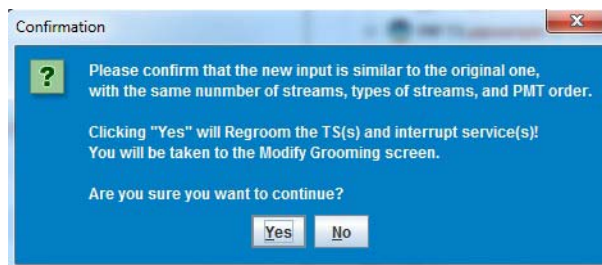 Confirmation
Please confirm that the new input is similar to the original one,
with the same nunmber of streams, types of streams, and PMT order.
Clicking "Yes" will Regroom the TS(s) and interrupt service(s)!
You will be taken to the Modify Grooming screen.
Are you sure you want to continue?
Yes No